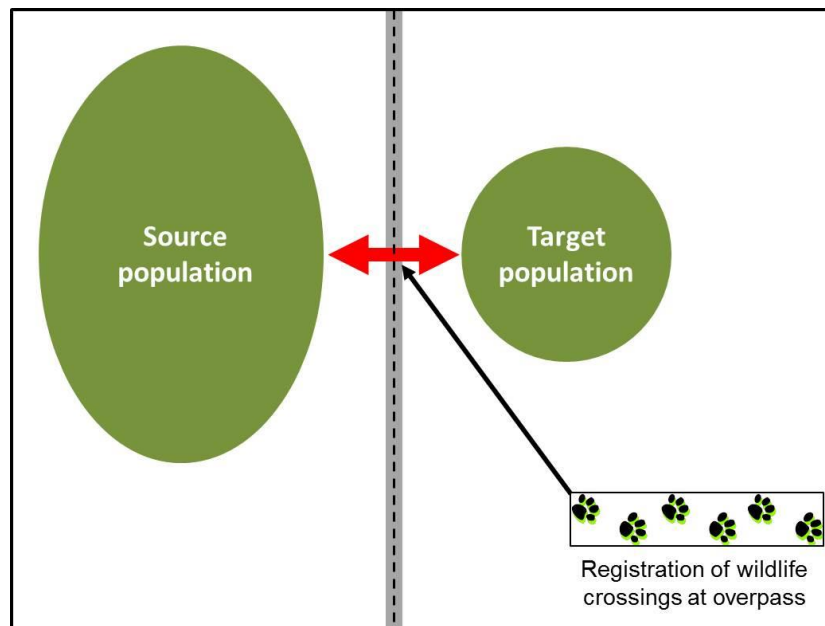 Source
population
Target
population
Registration of wildlife
crossings at overpass